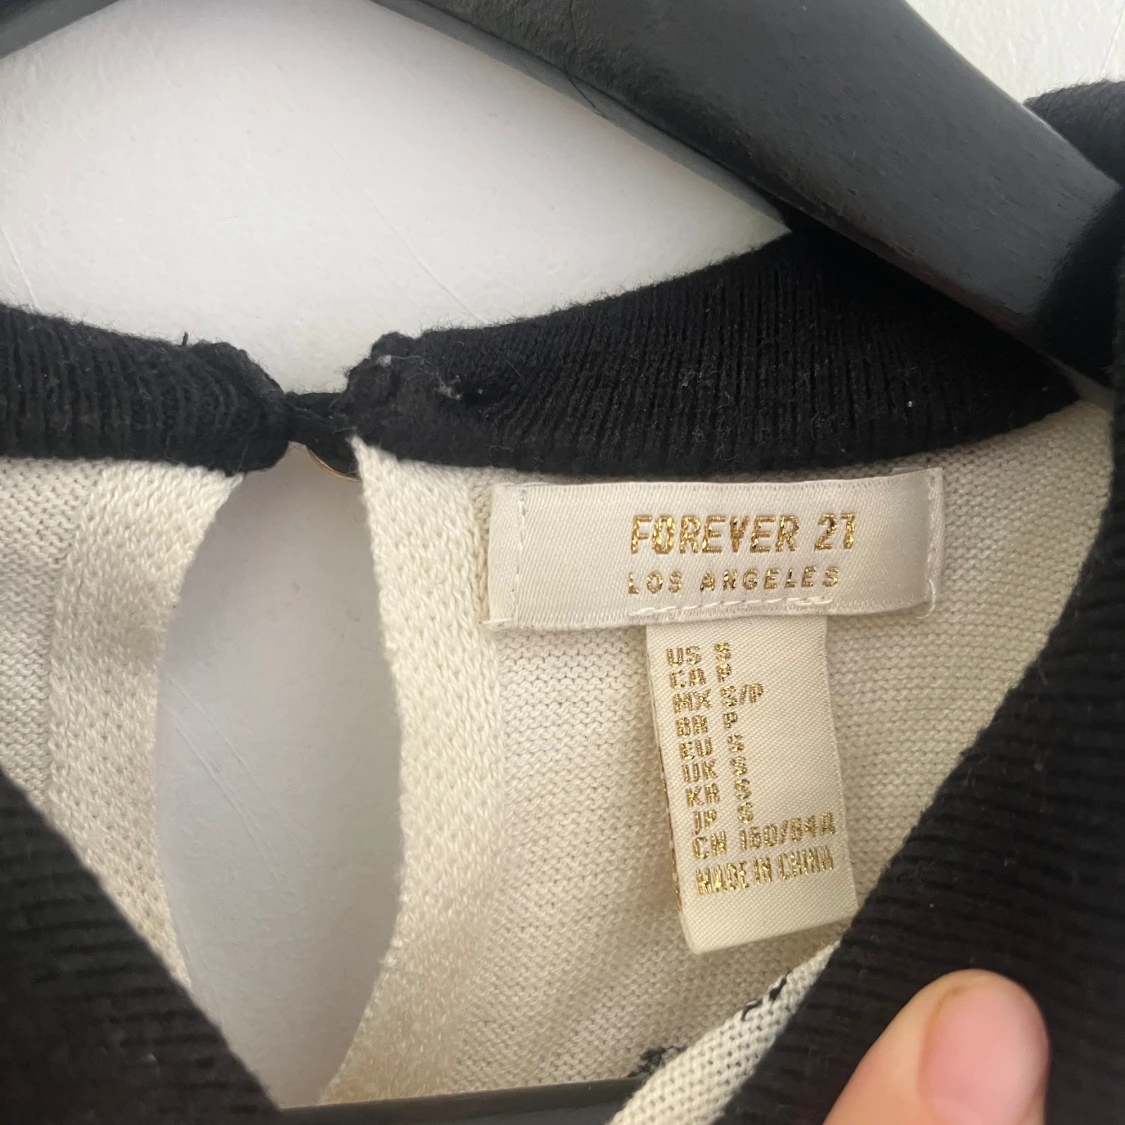 FOREVER 21
LOS ANGELES
US S
CA P
MX S/P
BR P
EU S
UK S
KR S
JP S
CN 160/84A
MADE IN CHINA